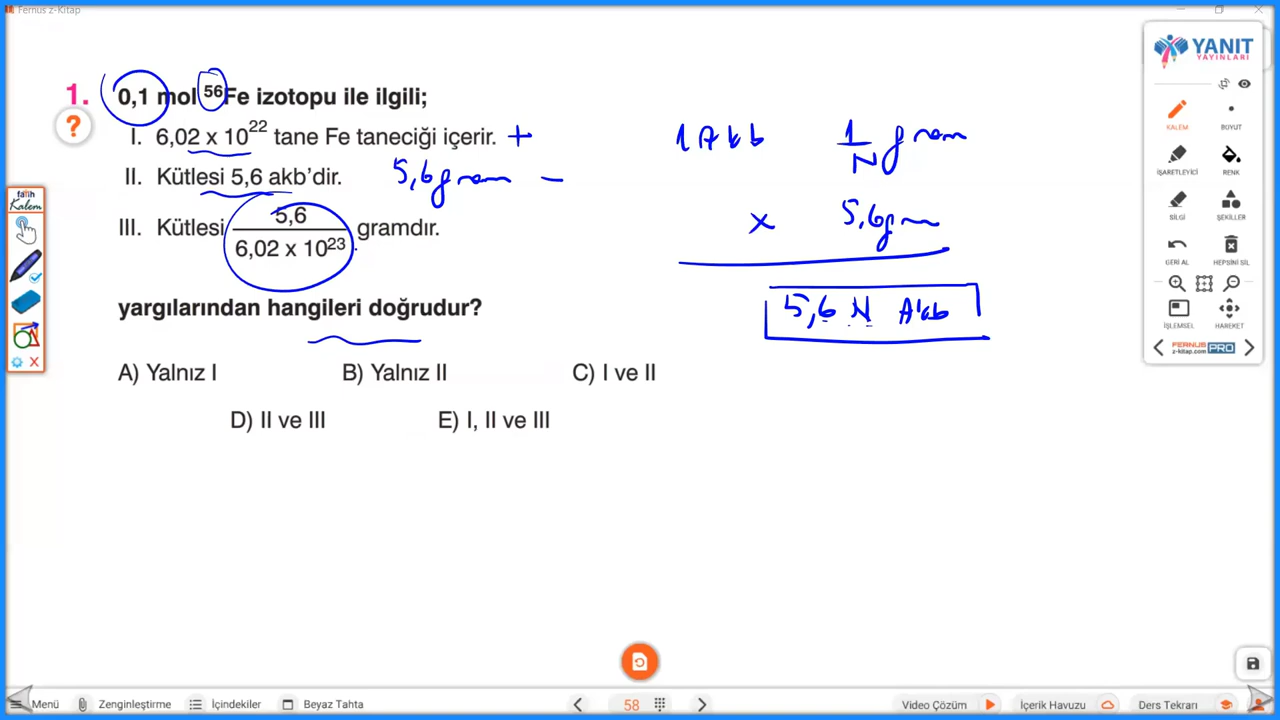 Fernus z-Kitap
YANIT
YAYINLARI
1. 0,1 mol ⁵⁶Fe izotopu ile ilgili;
?
I. 6,02 x 10²² tane Fe taneciği içerir. +
II. Kütlesi 5,6 akb'dir. 5,6 gram –
III. Kütlesi 5,6 / 6,02 x 10²³ gramdır.
yargılarından hangileri doğrudur?
A) Yalnız I B) Yalnız II C) I ve II
D) II ve III E) I, II ve III
1 Akb 1/N gram
x 5,6 gram
5,6 N Akb
fatih
Kalem
KALEM
BOYUT
İŞARETLEYİCİ
RENK
SİLGİ
ŞEKİLLER
GERİ AL
HEPSİNİ SİL
İŞLEMSEL
HAREKET
FERNUS
z-kitap.com PRO
Menü Zenginleştirme İçindekiler Beyaz Tahta 58 Video Çözüm İçerik Havuzu Ders Tekrarı